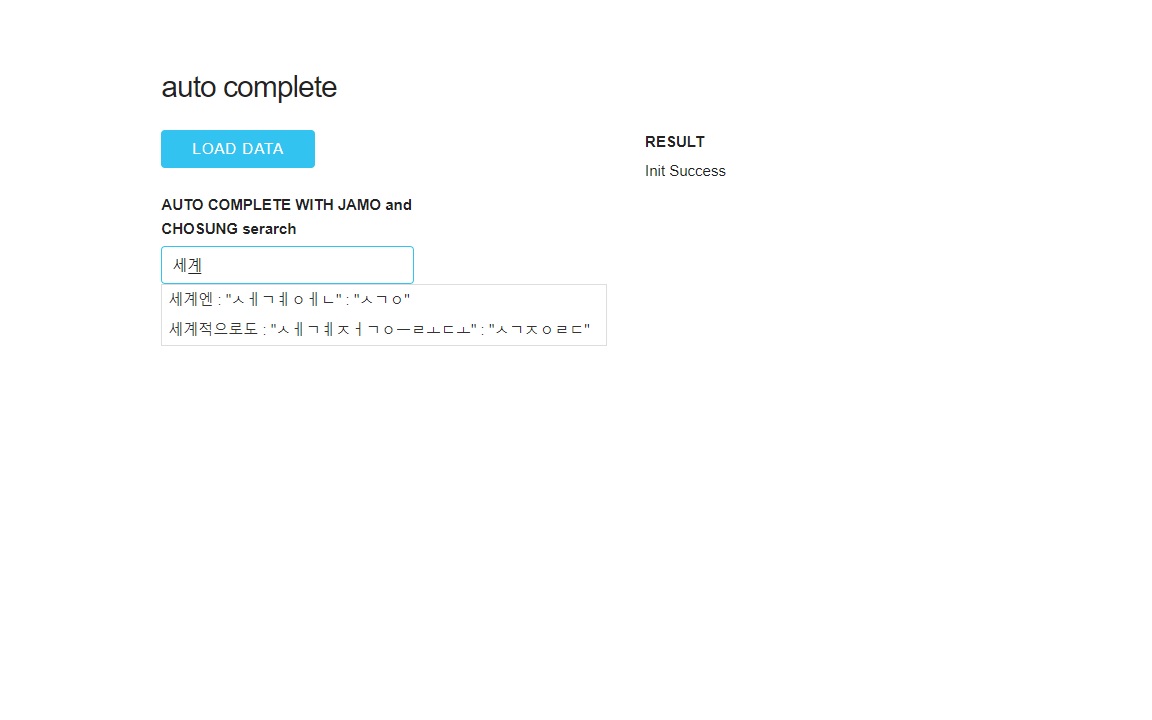 auto complete
LOAD DATA
AUTO COMPLETE WITH JAMO and
CHOSUNG serarch
세계
세계엔 : "ㅅㅔㄱㅖㅇㅔㄴ" : "ㅅㄱㅇ"
세계적으로도 : "ㅅㅔㄱㅖㅈㅓㄱㅇㅡㄹㅗㄷㅗ" : "ㅅㄱㅈㅇㄹㄷ"
RESULT
Init Success